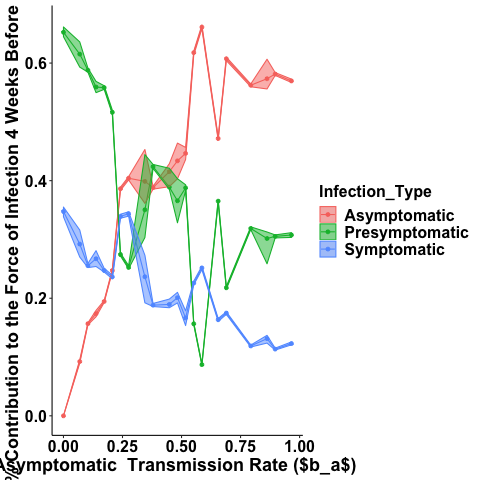 % Contribution to the Force of Infection 4 Weeks Before
0.6
0.4
0.2
0.0
0.00 0.25 0.50 0.75 1.00
Asymptomatic Transmission Rate ($b_a$)
Infection_Type
Asymptomatic
Presymptomatic
Symptomatic